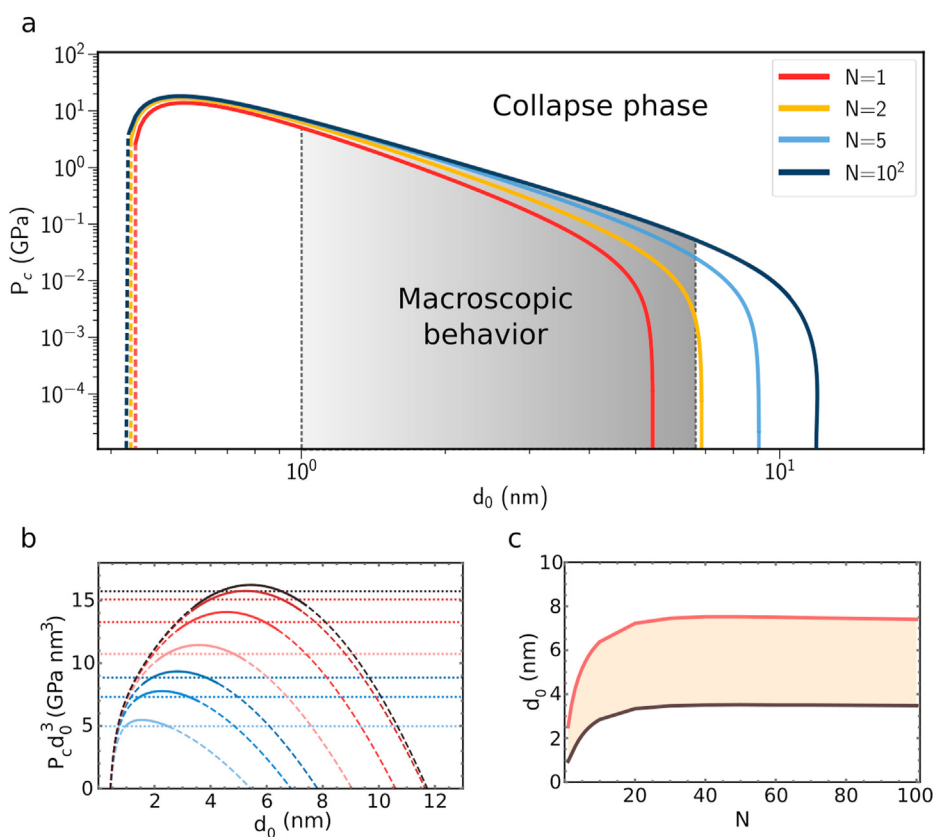 a
10²
10¹
10⁰
10⁻¹
10⁻²
10⁻³
10⁻⁴
P_c (GPa)
Collapse phase
Macroscopic
behavior
N=1
N=2
N=5
N=10²
10⁰
10¹
d₀ (nm)
b
15
10
5
0
P_c d₀³ (GPa nm³)
2
4
6
8
10
12
d₀ (nm)
c
10
8
6
4
2
0
d₀ (nm)
20
40
60
80
100
N